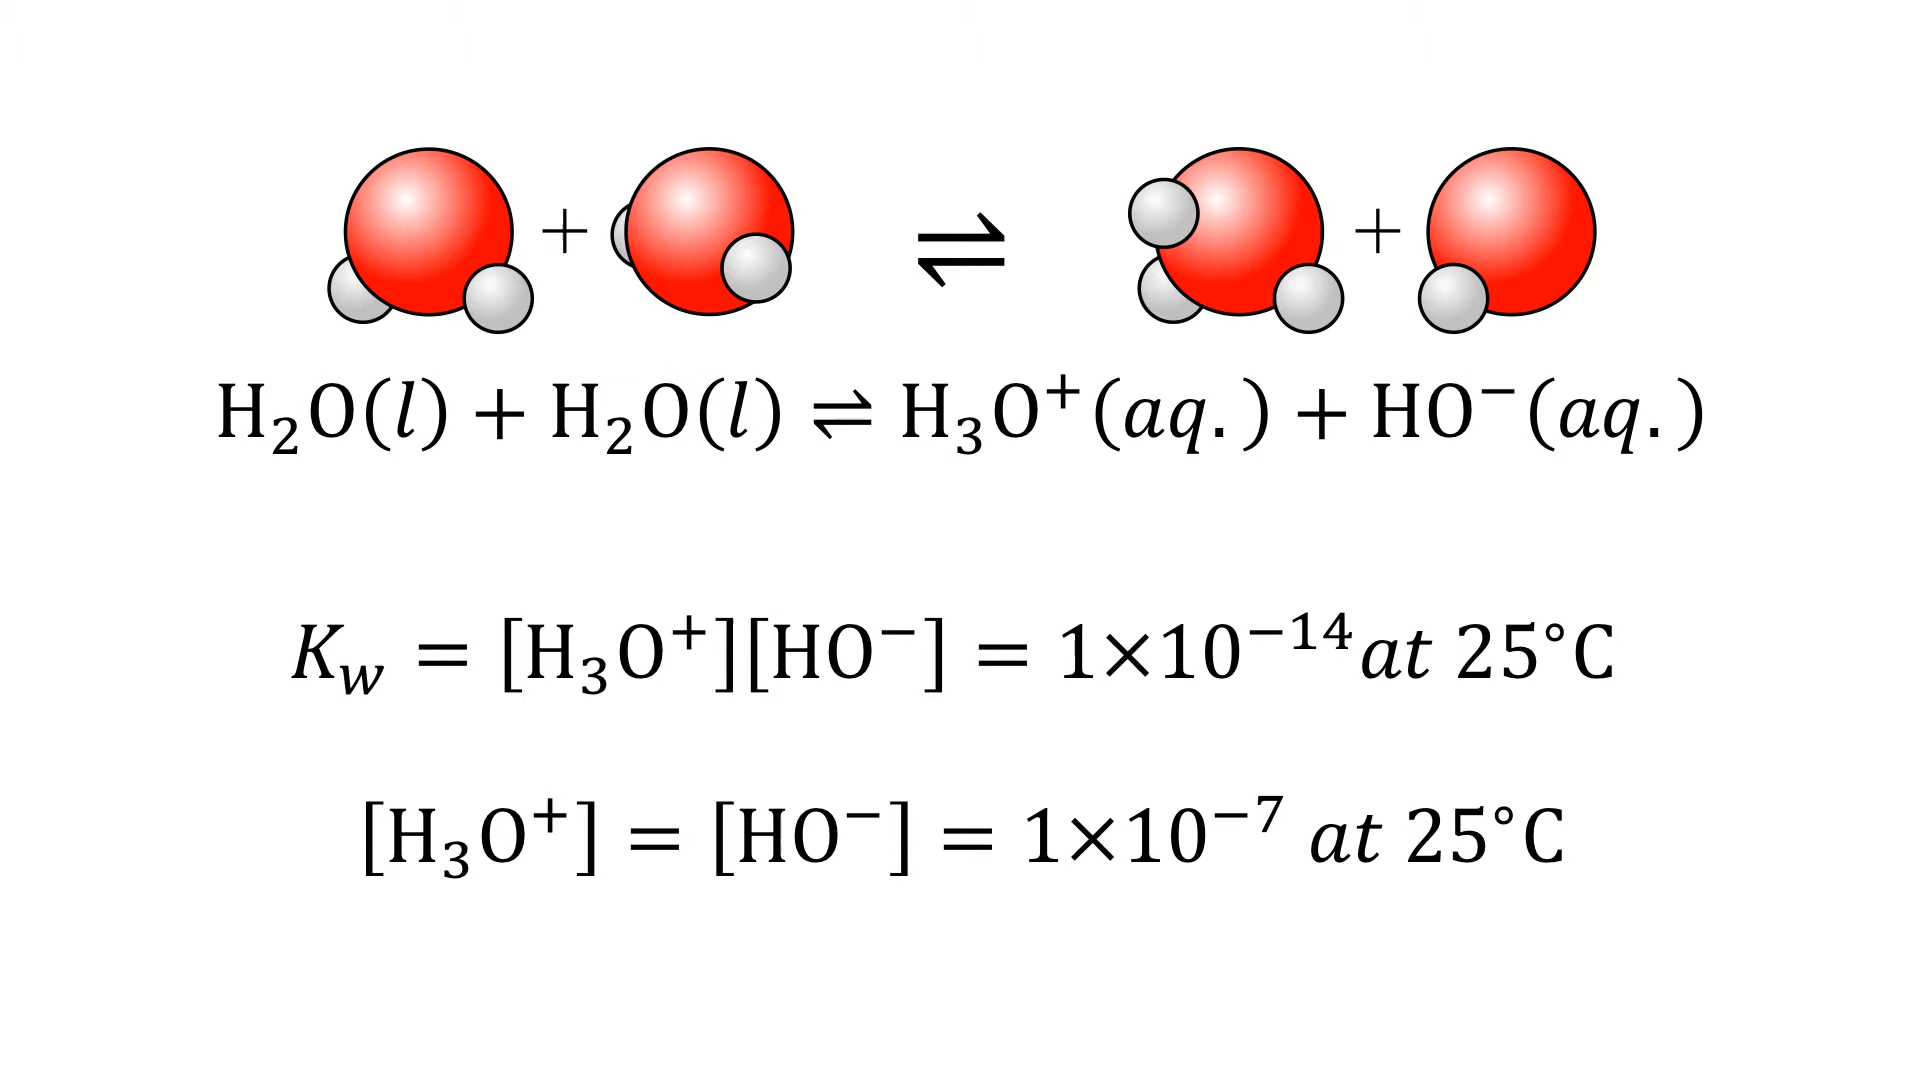 + ⇌ +
H₂O(l) + H₂O(l) ⇌ H₃O⁺(aq.) + HO⁻(aq.)
K_w = [H₃O⁺][HO⁻] = 1×10⁻¹⁴ at 25°C
[H₃O⁺] = [HO⁻] = 1×10⁻⁷ at 25°C